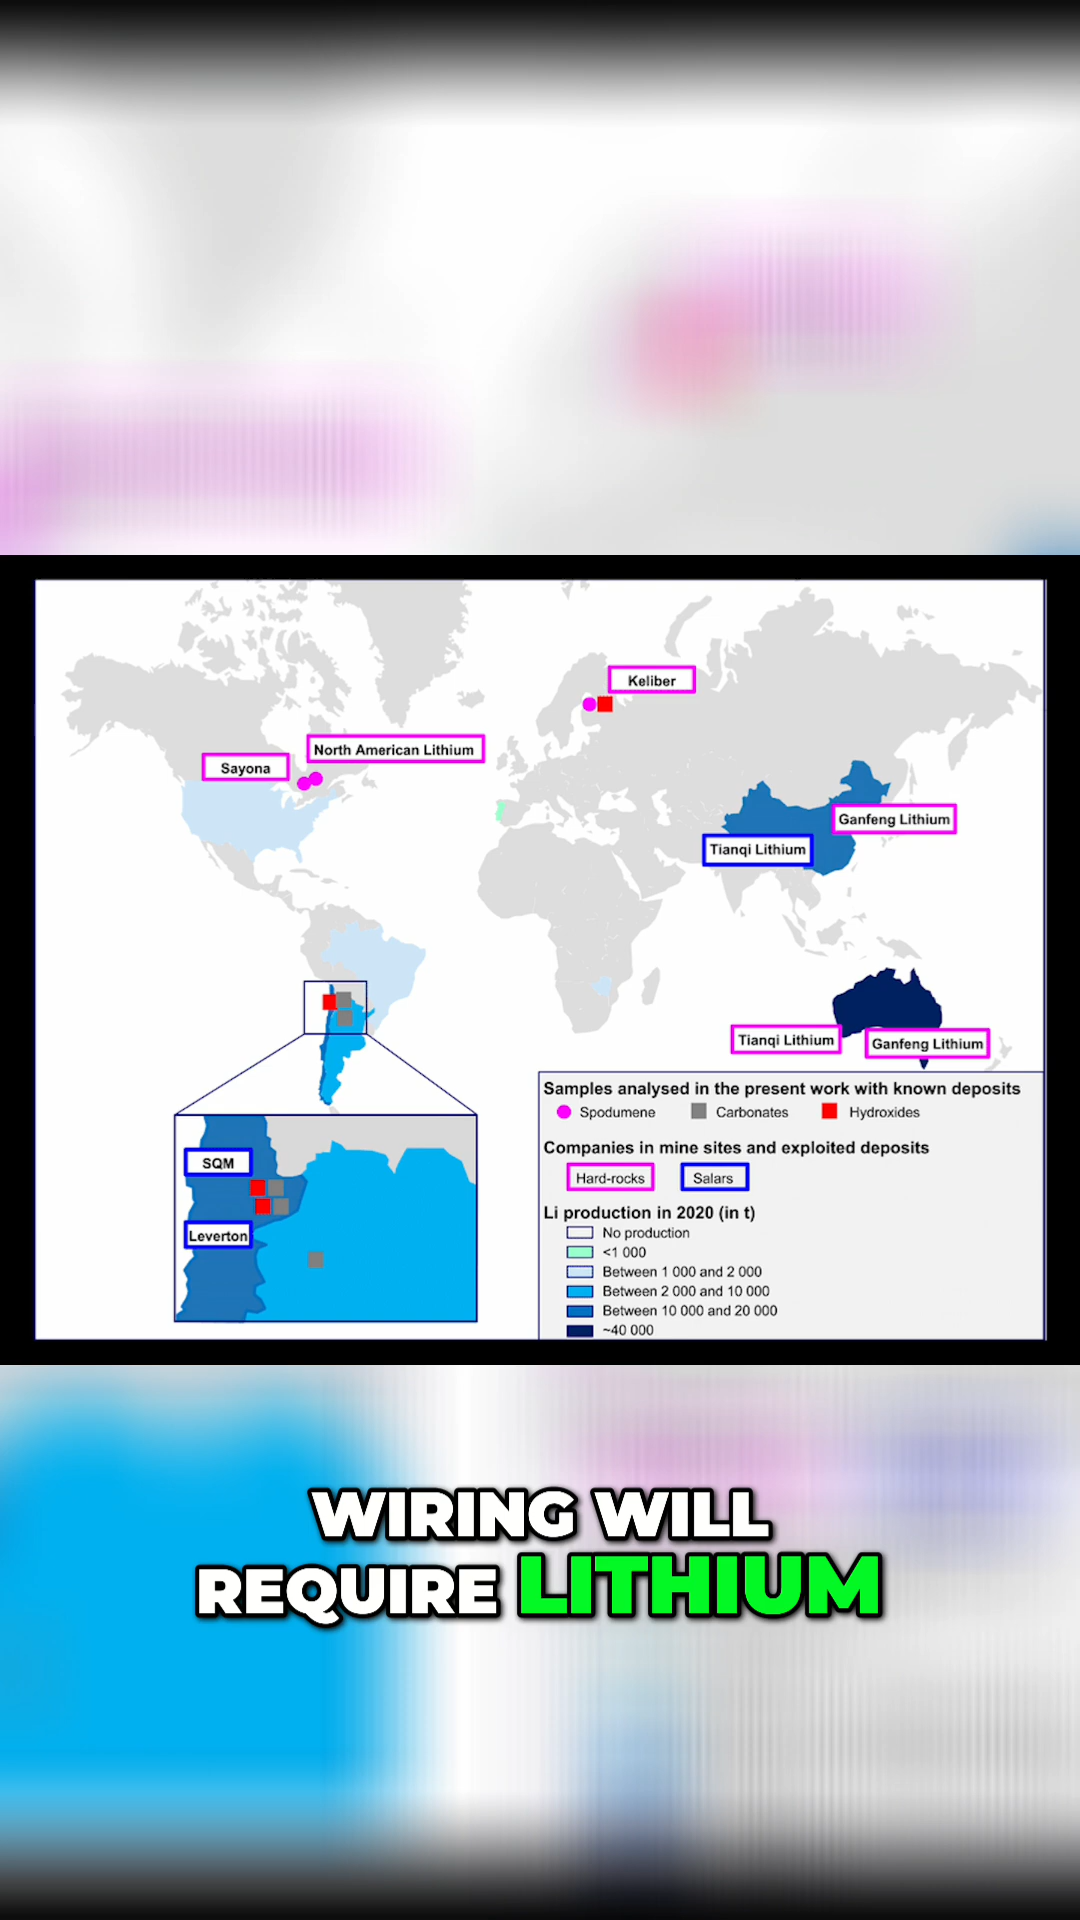 Keliber
North American Lithium
Sayona
Ganfeng Lithium
Tianqi Lithium
Tianqi Lithium
Ganfeng Lithium
SQM
Leverton
Samples analysed in the present work with known deposits
Spodumene Carbonates Hydroxides
Companies in mine sites and exploited deposits
Hard-rocks Salars
Li production in 2020 (in t)
No production
<1 000
Between 1 000 and 2 000
Between 2 000 and 10 000
Between 10 000 and 20 000
~40 000
WIRING WILL
REQUIRE LITHIUM